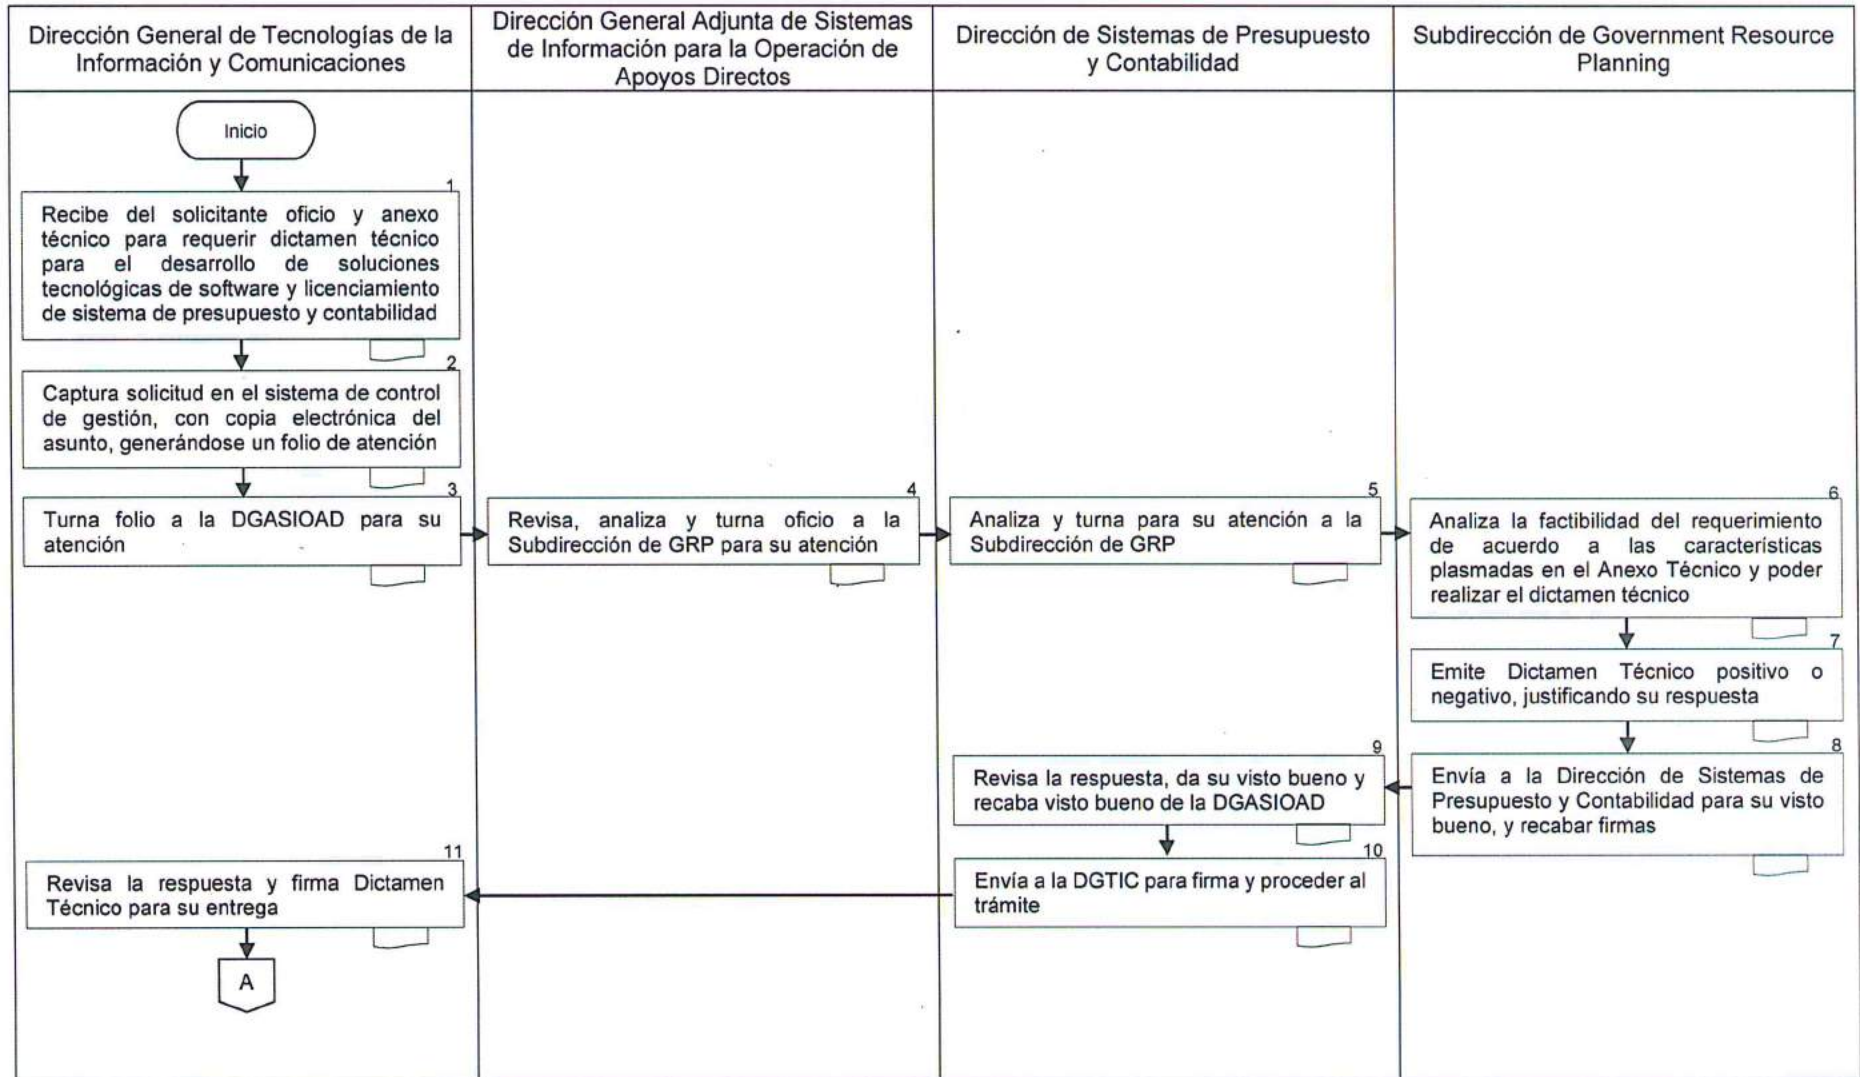 Dirección General de Tecnologías de la
Información y Comunicaciones
Dirección General Adjunta de Sistemas
de Información para la Operación de
Apoyos Directos
Dirección de Sistemas de Presupuesto
y Contabilidad
Subdirección de Government Resource
Planning
Inicio
1
Recibe del solicitante oficio y anexo
técnico para requerir dictamen técnico
para el desarrollo de soluciones
tecnológicas de software y licenciamiento
de sistema de presupuesto y contabilidad
2
Captura solicitud en el sistema de control
de gestión, con copia electrónica del
asunto, generándose un folio de atención
3
Turna folio a la DGASIOAD para su
atención
4
Revisa, analiza y turna oficio a la
Subdirección de GRP para su atención
5
Analiza y turna para su atención a la
Subdirección de GRP
6
Analiza la factibilidad del requerimiento
de acuerdo a las características
plasmadas en el Anexo Técnico y poder
realizar el dictamen técnico
7
Emite Dictamen Técnico positivo o
negativo, justificando su respuesta
8
Envía a la Dirección de Sistemas de
Presupuesto y Contabilidad para su visto
bueno, y recabar firmas
9
Revisa la respuesta, da su visto bueno y
recaba visto bueno de la DGASIOAD
10
Envía a la DGTIC para firma y proceder al
trámite
11
Revisa la respuesta y firma Dictamen
Técnico para su entrega
A